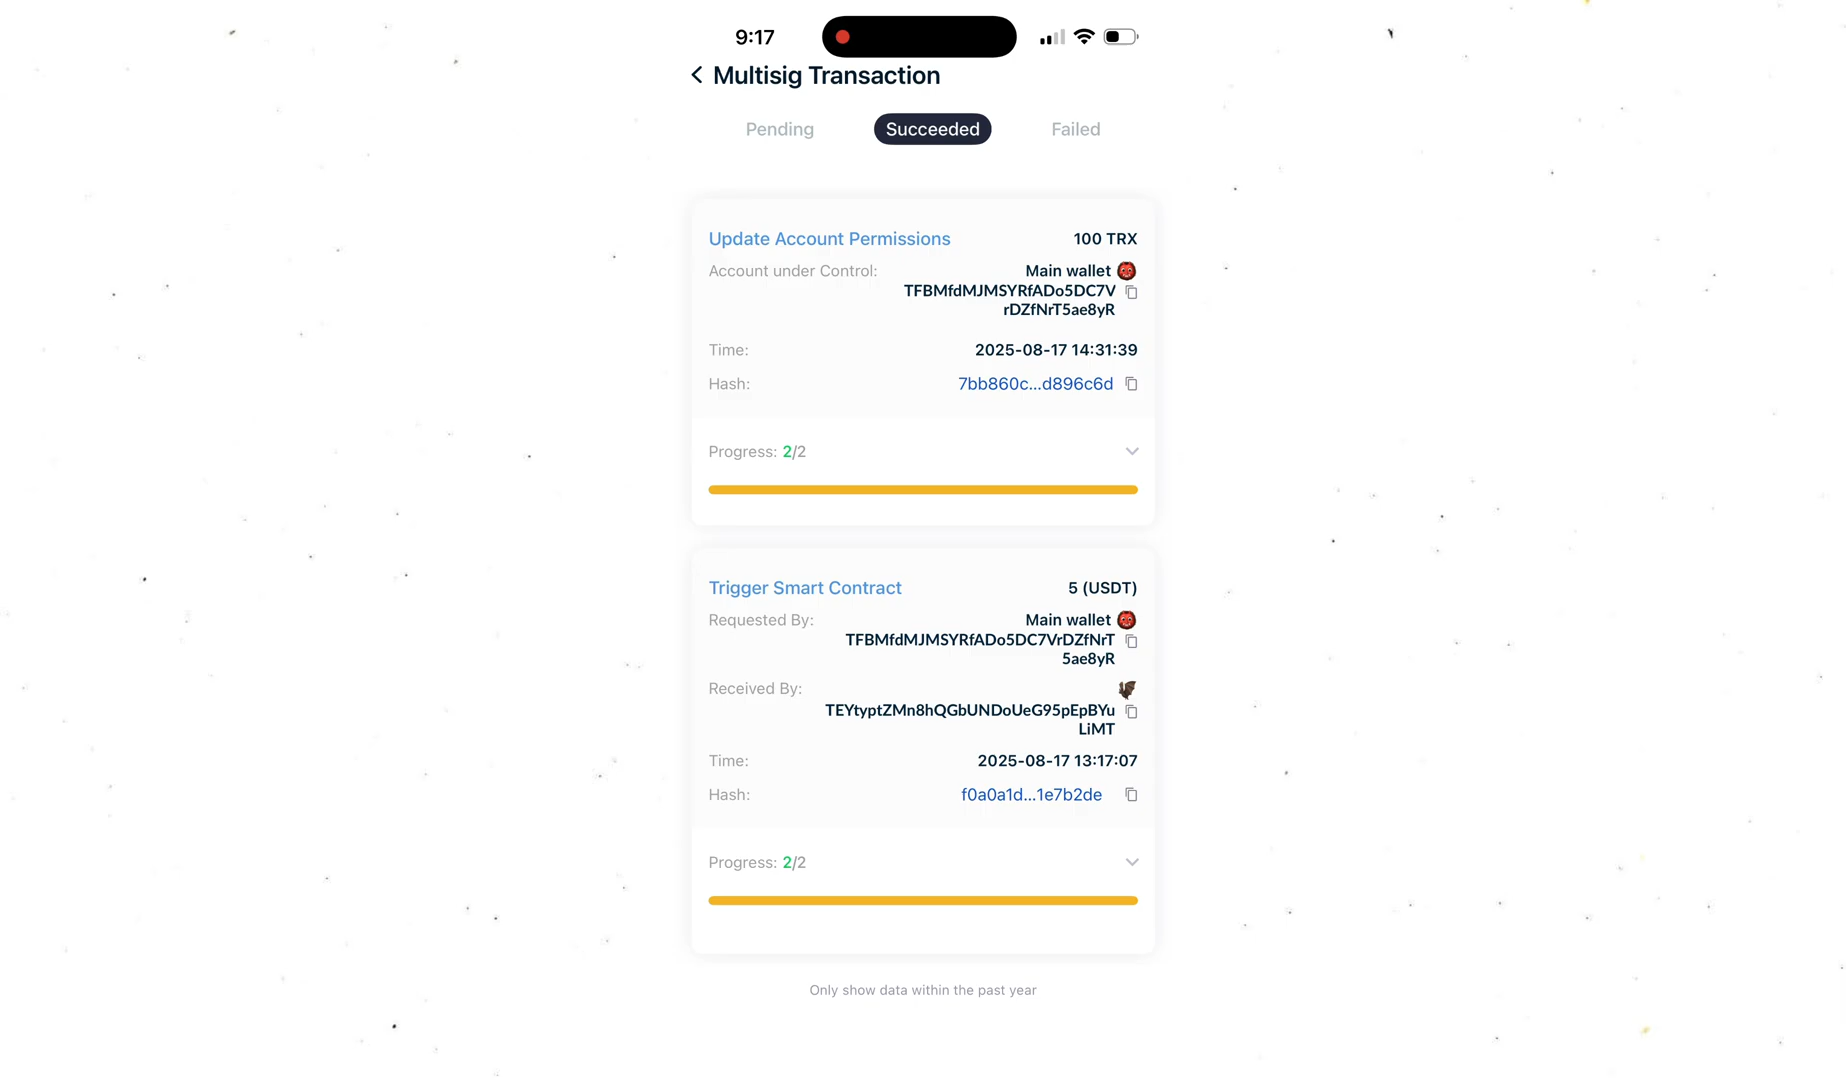 9:17
Multisig Transaction
Pending Succeeded Failed
Update Account Permissions 100 TRX
Account under Control: Main wallet
TFBMfdMJMSYRfADo5DC7V
rDZfNrT5ae8yR
Time: 2025-08-17 14:31:39
Hash: 7bb860c...d896c6d
Progress: 2/2
Trigger Smart Contract 5 (USDT)
Requested By: Main wallet
TFBMfdMJMSYRfADo5DC7VrDZfNrT
5ae8yR
Received By:
TEYtyptZMn8hQGbUNDoUeG95pEpBYu
LiMT
Time: 2025-08-17 13:17:07
Hash: f0a0a1d...1e7b2de
Progress: 2/2
Only show data within the past year